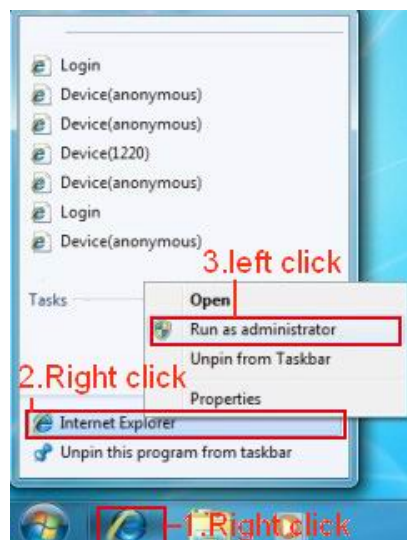 Login
Device(anonymous)
Device(anonymous)
Device(1220)
Device(anonymous)
Login
Device(anonymous)
3.left click
Tasks
Open
Run as administrator
Unpin from Taskbar
2.Right click
Properties
Internet Explorer
Unpin this program from taskbar
1.Right click